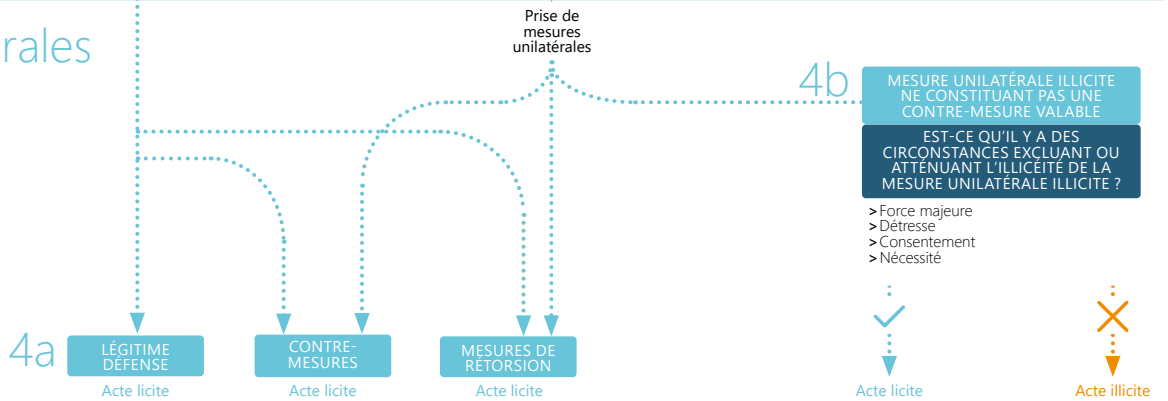 Prise de
mesures
unilatérales
rales
4b
MESURE UNILATÉRALE ILLICITE
NE CONSTITUANT PAS UNE
CONTRE-MESURE VALABLE
EST-CE QU'IL Y A DES
CIRCONSTANCES EXCLUANT OU
ATTÉNUANT L'ILLICÉITÉ DE LA
MESURE UNILATÉRALE ILLICITE ?
> Force majeure
> Détresse
> Consentement
> Nécessité
4a
LÉGITIME
DÉFENSE
Acte licite
CONTRE-
MESURES
Acte licite
MESURES DE
RÉTORSION
Acte licite
Acte licite
Acte illicite